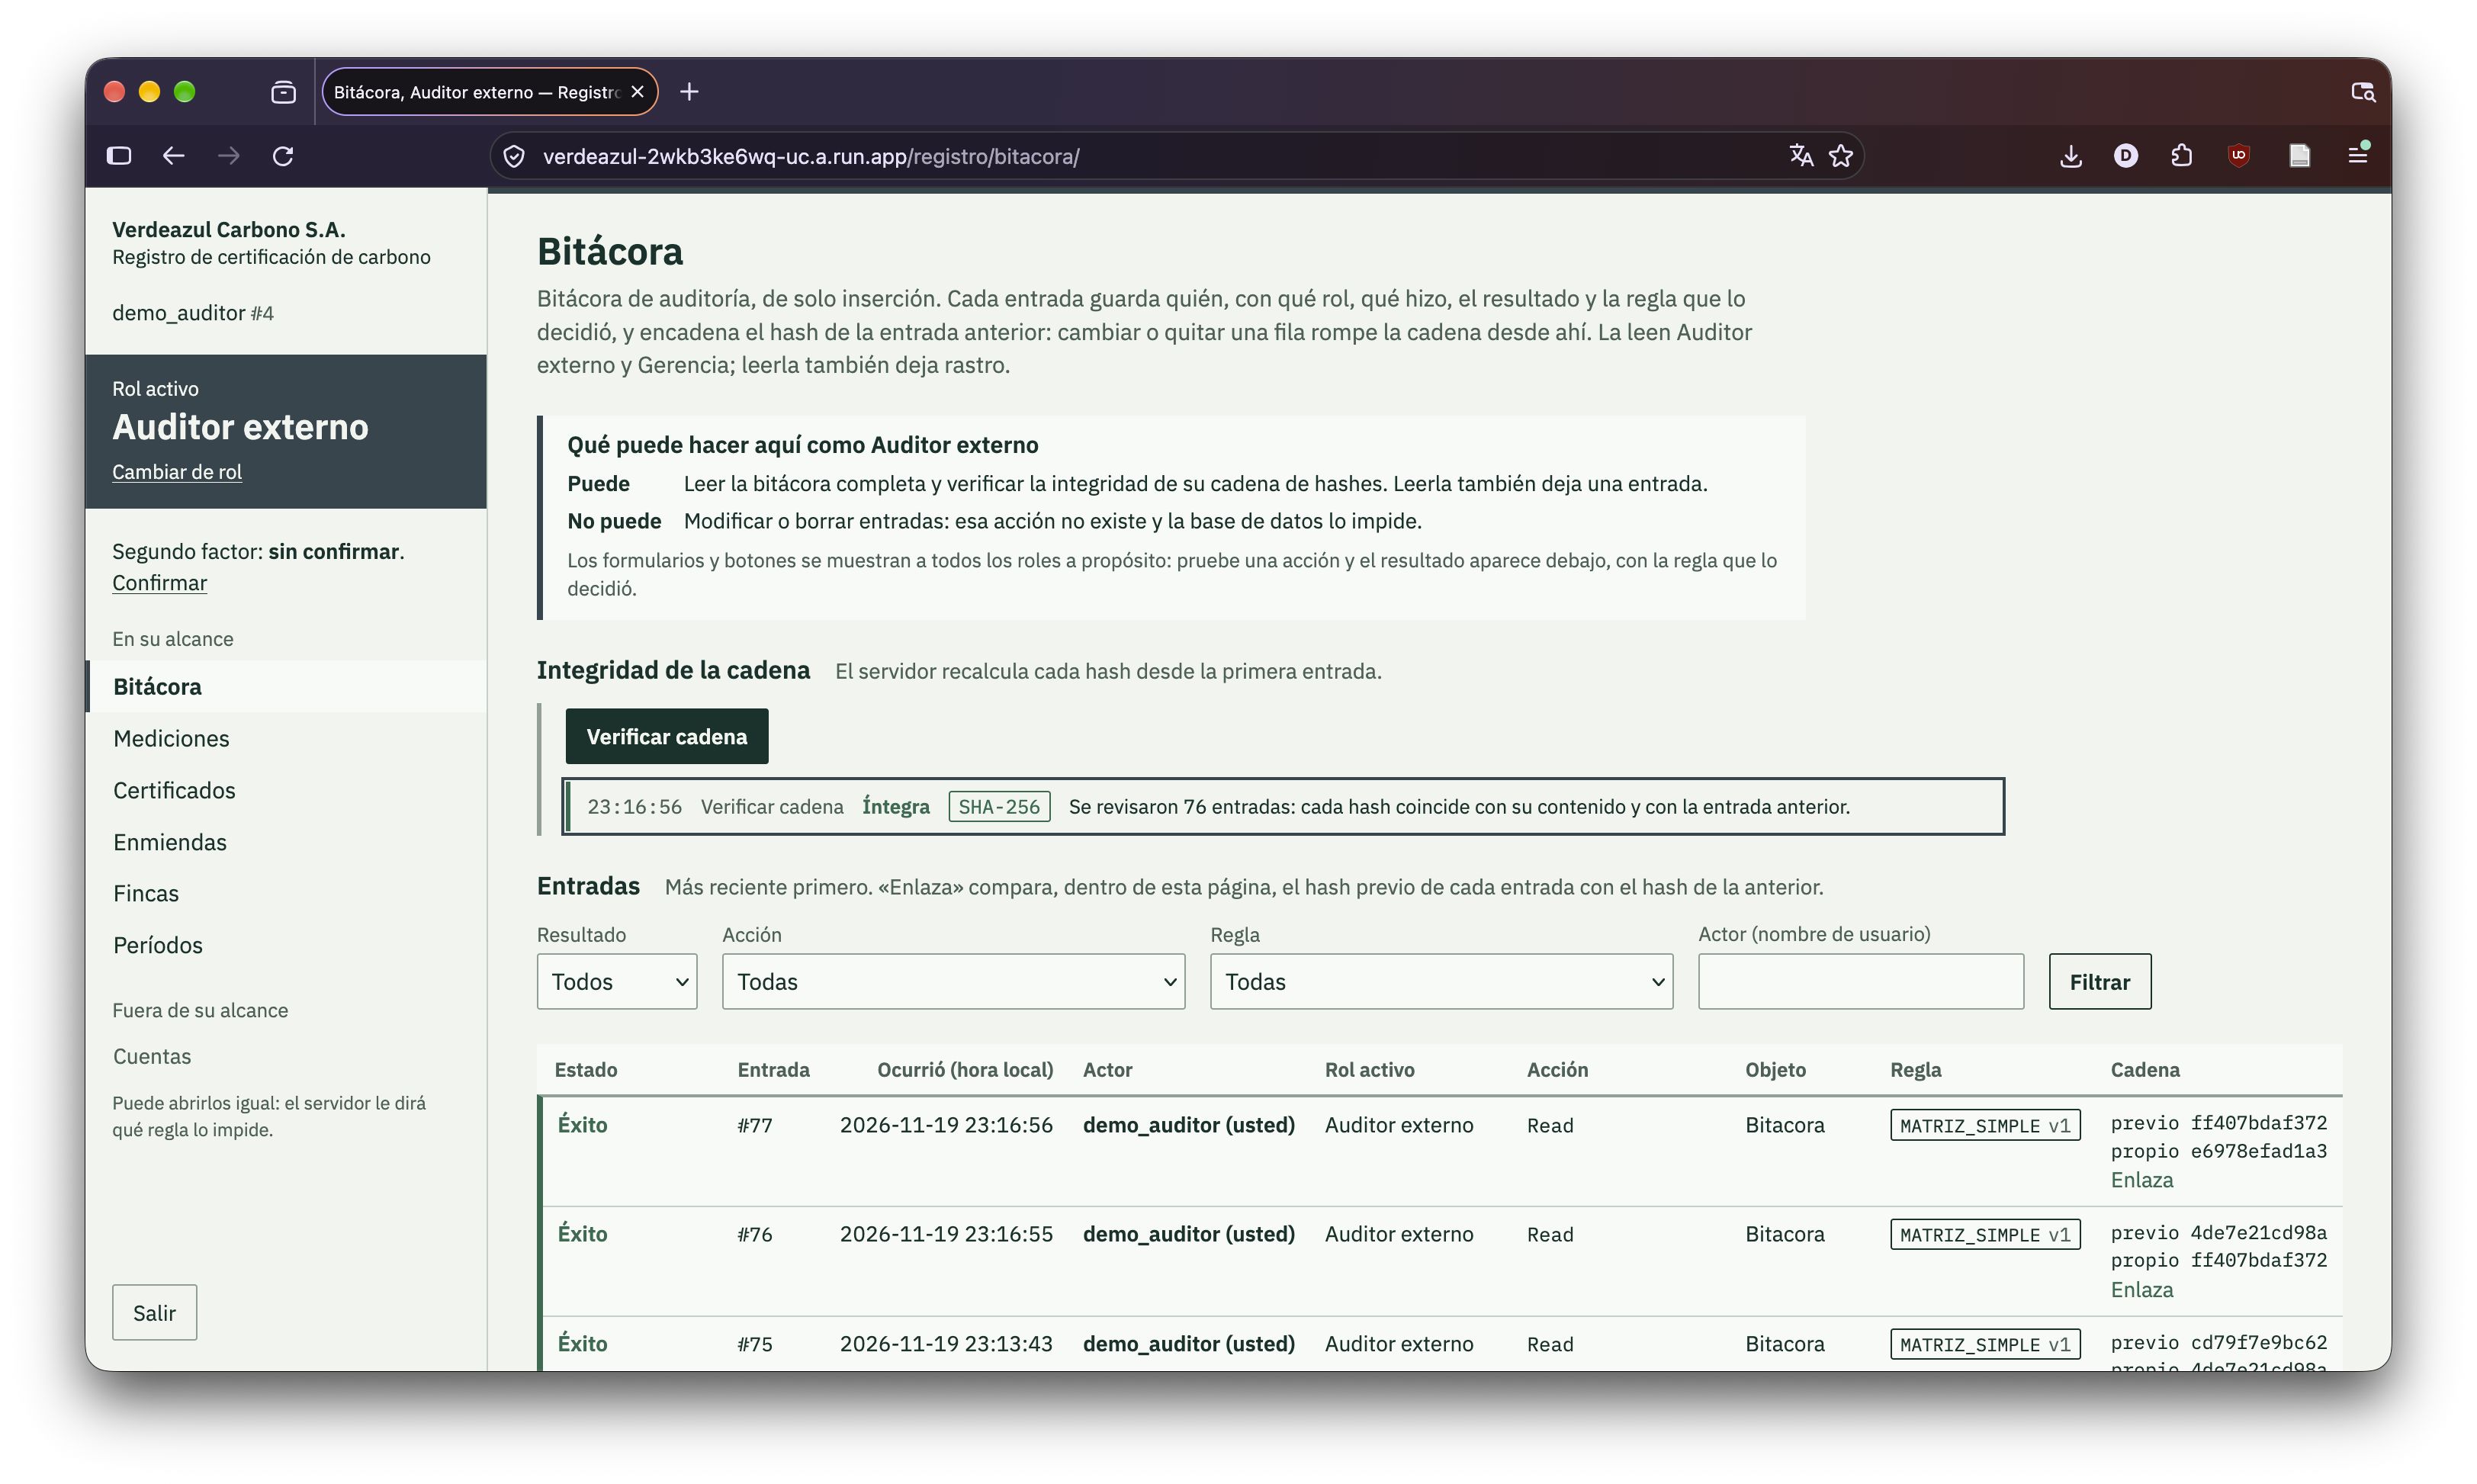 Bitácora, Auditor externo — Registro
verdeazul-2wkb3ke6wq-uc.a.run.app/registro/bitacora/
D
Verdeazul Carbono S.A.
Registro de certificación de carbono
demo_auditor #4
Rol activo
Auditor externo
Cambiar de rol
Segundo factor: sin confirmar.
Confirmar
En su alcance
Bitácora
Mediciones
Certificados
Enmiendas
Fincas
Períodos
Fuera de su alcance
Cuentas
Puede abrirlos igual: el servidor le dirá
qué regla lo impide.
Salir
Bitácora
Bitácora de auditoría, de solo inserción. Cada entrada guarda quién, con qué rol, qué hizo, el resultado y la regla que lo
decidió, y encadena el hash de la entrada anterior: cambiar o quitar una fila rompe la cadena desde ahí. La leen Auditor
externo y Gerencia; leerla también deja rastro.
Qué puede hacer aquí como Auditor externo
Puede Leer la bitácora completa y verificar la integridad de su cadena de hashes. Leerla también deja una entrada.
No puede Modificar o borrar entradas: esa acción no existe y la base de datos lo impide.
Los formularios y botones se muestran a todos los roles a propósito: pruebe una acción y el resultado aparece debajo, con la regla que lo
decidió.
Integridad de la cadena El servidor recalcula cada hash desde la primera entrada.
Verificar cadena
23:16:56 Verificar cadena Íntegra SHA-256 Se revisaron 76 entradas: cada hash coincide con su contenido y con la entrada anterior.
Entradas Más reciente primero. «Enlaza» compara, dentro de esta página, el hash previo de cada entrada con el hash de la anterior.
Resultado Acción Regla Actor (nombre de usuario)
Todos Todas Todas Filtrar
Estado Entrada Ocurrió (hora local) Actor Rol activo Acción Objeto Regla Cadena
Éxito #77 2026-11-19 23:16:56 demo_auditor (usted) Auditor externo Read Bitacora MATRIZ_SIMPLE v1 previo ff407bdaf372
propio e6978efad1a3
Enlaza
Éxito #76 2026-11-19 23:16:55 demo_auditor (usted) Auditor externo Read Bitacora MATRIZ_SIMPLE v1 previo 4de7e21cd98a
propio ff407bdaf372
Enlaza
Éxito #75 2026-11-19 23:13:43 demo_auditor (usted) Auditor externo Read Bitacora MATRIZ_SIMPLE v1 previo cd79f7e9bc62
propio 4de7e21cd98a